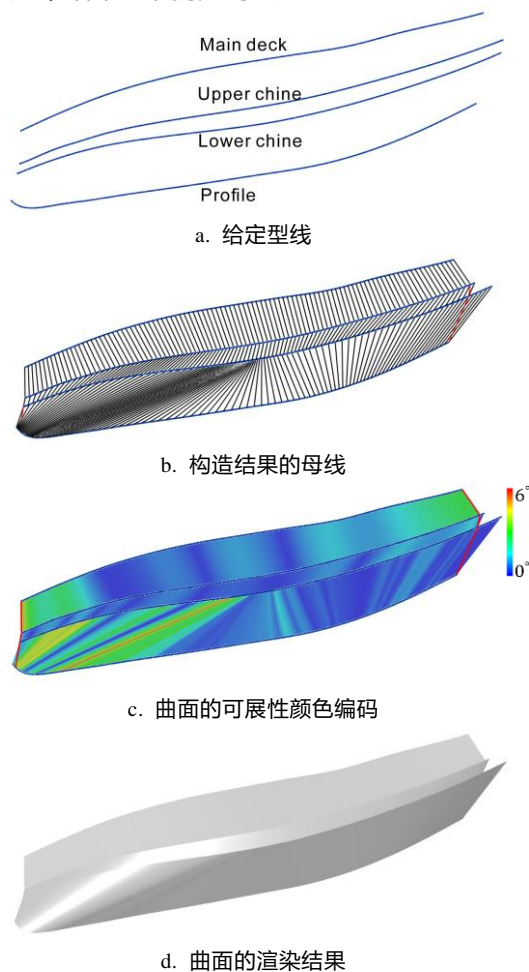 Main deck
Upper chine
Lower chine
Profile
a. 给定型线
b. 构造结果的母线
6°
0°
c. 曲面的可展性颜色编码
d. 曲面的渲染结果